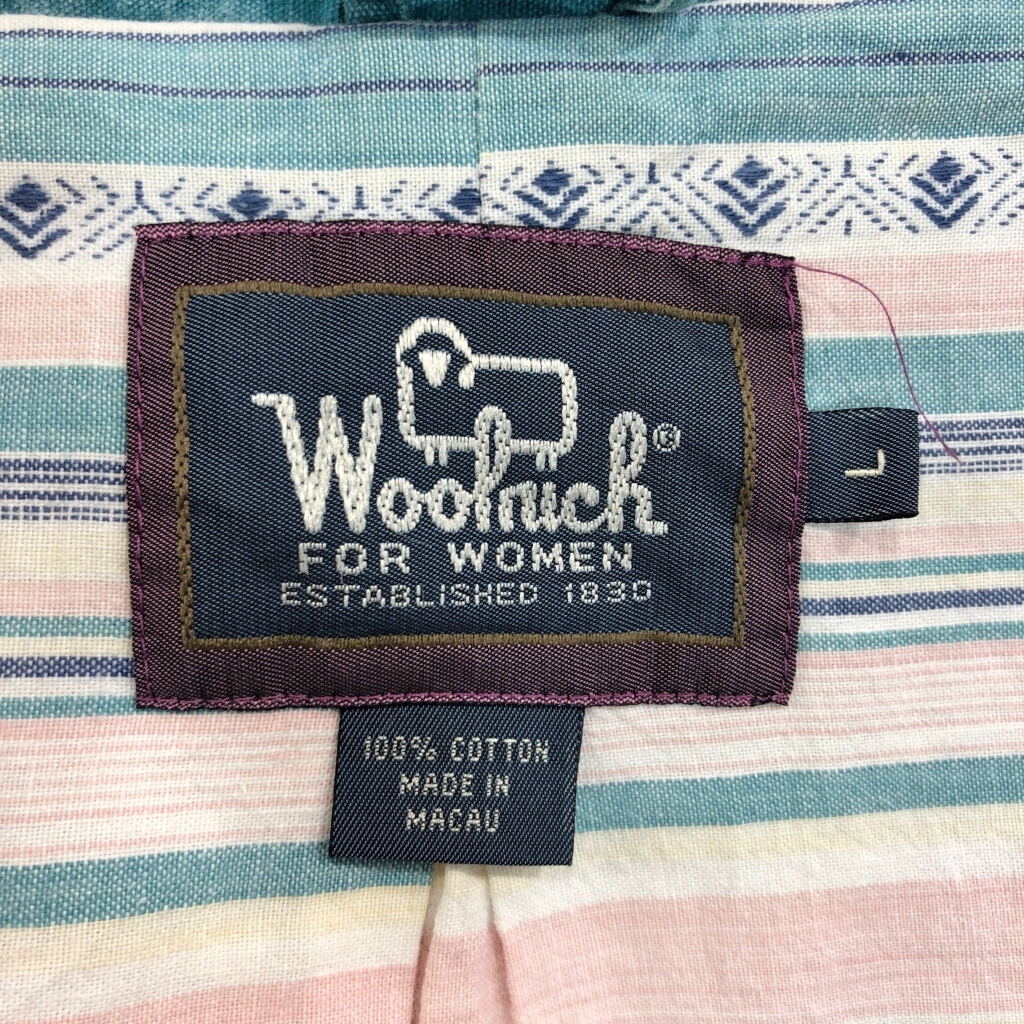 Woolrich®
FOR WOMEN
ESTABLISHED 1830
L
100% COTTON
MADE IN
MACAU